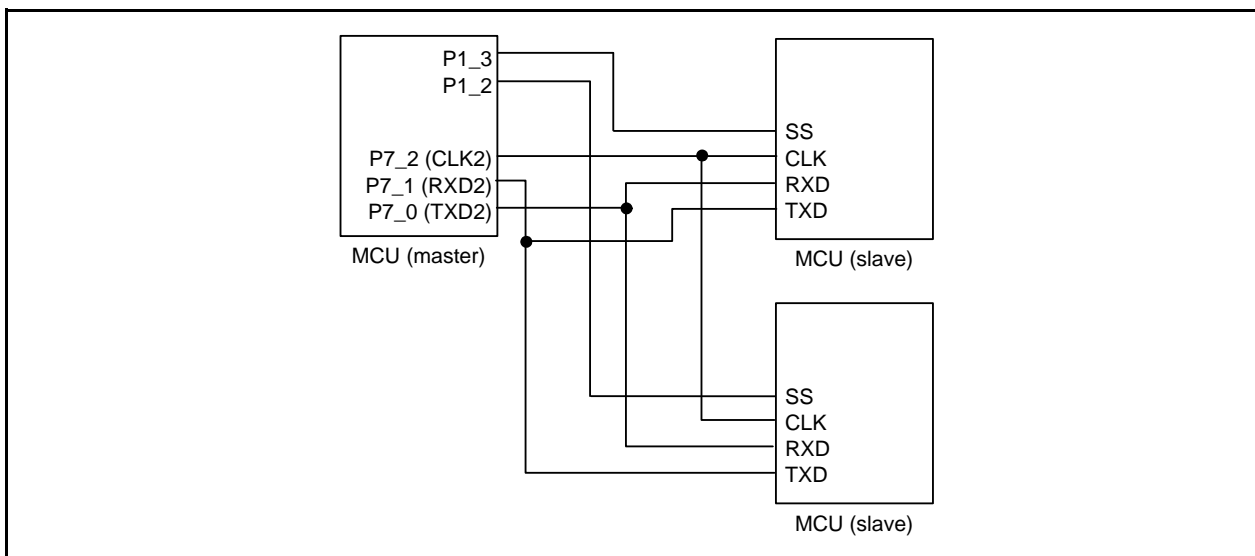 P1_3
P1_2
P7_2 (CLK2)
P7_1 (RXD2)
P7_0 (TXD2)
MCU (master)
SS
CLK
RXD
TXD
MCU (slave)
SS
CLK
RXD
TXD
MCU (slave)